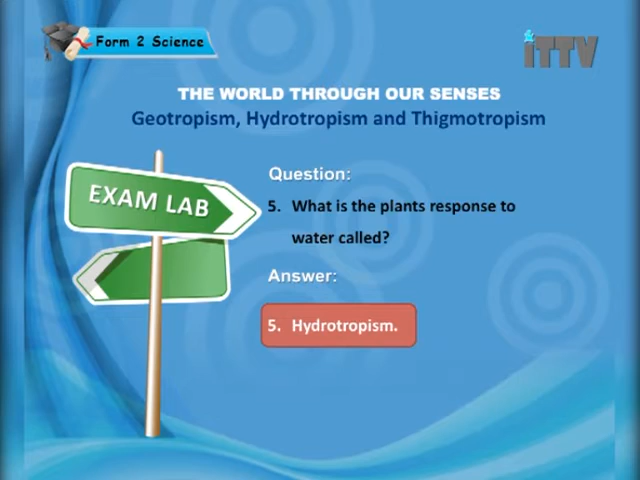 Form 2 Science
iTTV
THE WORLD THROUGH OUR SENSES
Geotropism, Hydrotropism and Thigmotropism
EXAM LAB
Question:
5. What is the plants response to
water called?
Answer:
5. Hydrotropism.